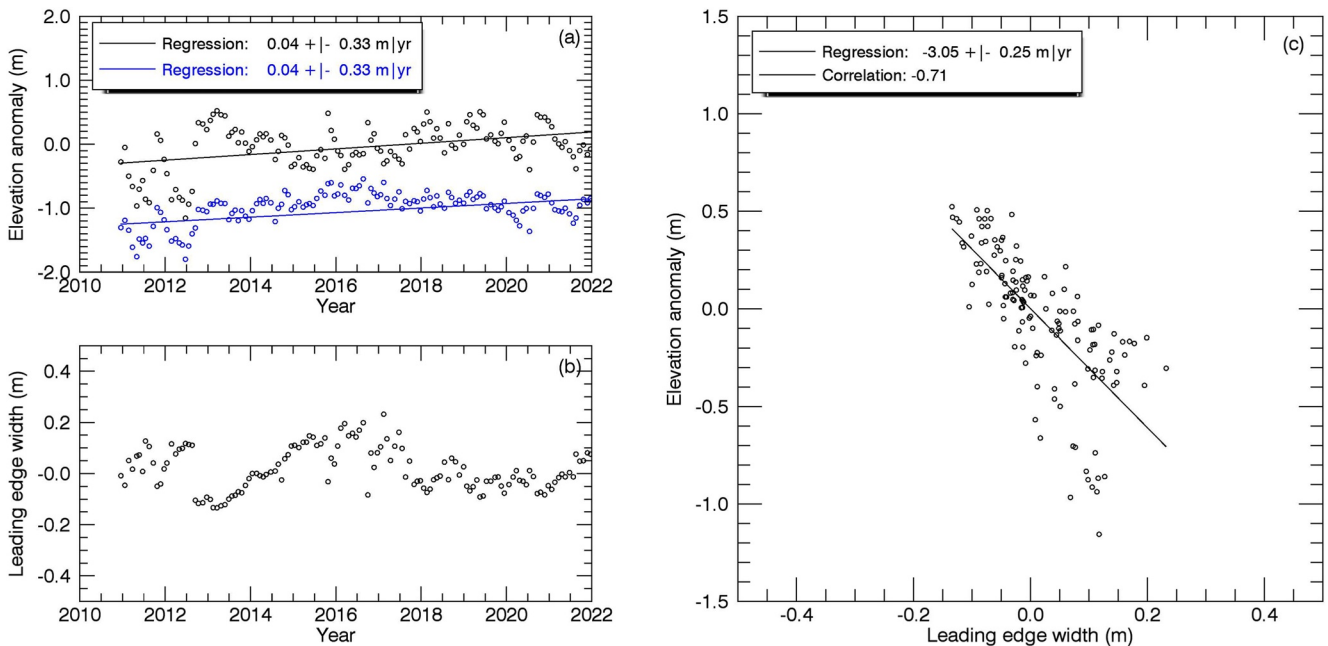 (a)
Regression: 0.04 +|- 0.33 m|yr
Regression: 0.04 +|- 0.33 m|yr
Elevation anomaly (m)
2.0
1.0
0.0
-1.0
-2.0
2010 2012 2014 2016 2018 2020 2022
Year
(b)
Leading edge width (m)
0.4
0.2
-0.0
-0.2
-0.4
2010 2012 2014 2016 2018 2020 2022
Year
(c)
Regression: -3.05 +|- 0.25 m|yr
Correlation: -0.71
Elevation anomaly (m)
1.5
1.0
0.5
0.0
-0.5
-1.0
-1.5
-0.4 -0.2 0.0 0.2 0.4
Leading edge width (m)